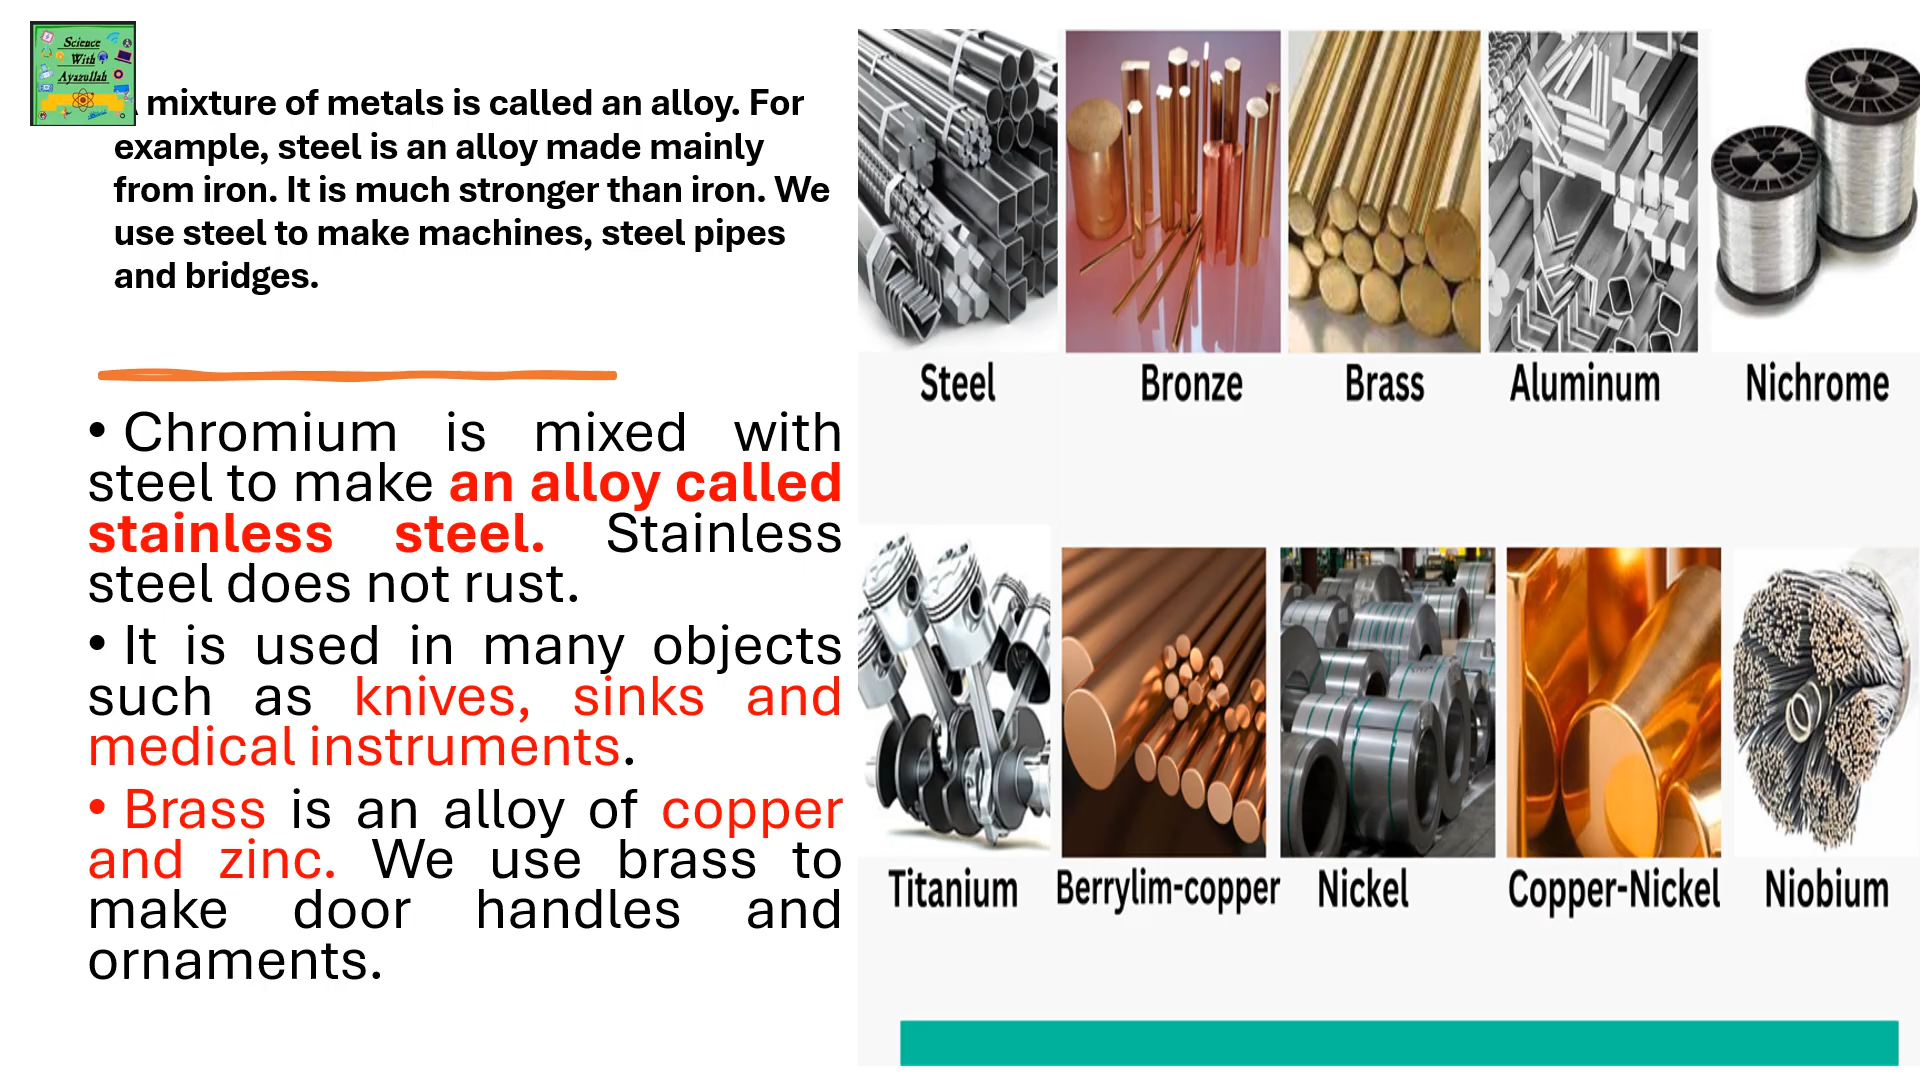 Science
With
Ayazullah
mixture of metals is called an alloy. For
example, steel is an alloy made mainly
from iron. It is much stronger than iron. We
use steel to make machines, steel pipes
and bridges.
• Chromium is mixed with
steel to make an alloy called
stainless steel. Stainless
steel does not rust.
• It is used in many objects
such as knives, sinks and
medical instruments.
• Brass is an alloy of copper
and zinc. We use brass to
make door handles and
ornaments.
Steel
Bronze
Brass
Aluminum
Nichrome
Titanium
Berrylim-copper
Nickel
Copper-Nickel
Niobium